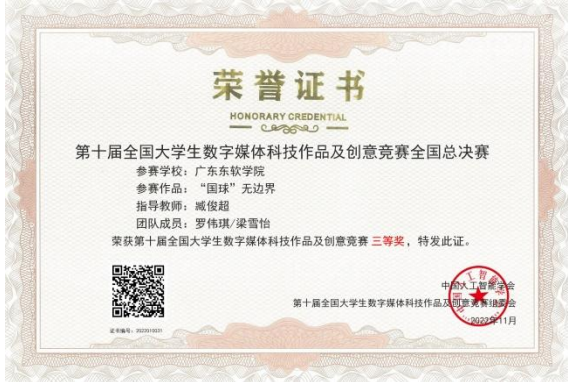 荣誉证书
HONORARY CREDENTIAL
第十届全国大学生数字媒体科技作品及创意竞赛全国总决赛
参赛学校：广东东软学院
参赛作品：“国球”无边界
指导教师：臧俊超
团队成员：罗伟琪/梁雪怡
荣获第十届全国大学生数字媒体科技作品及创意竞赛 三等奖，特发此证。
中国人工智能学会
第十届全国大学生数字媒体科技作品及创意竞赛组委会
2022年11月